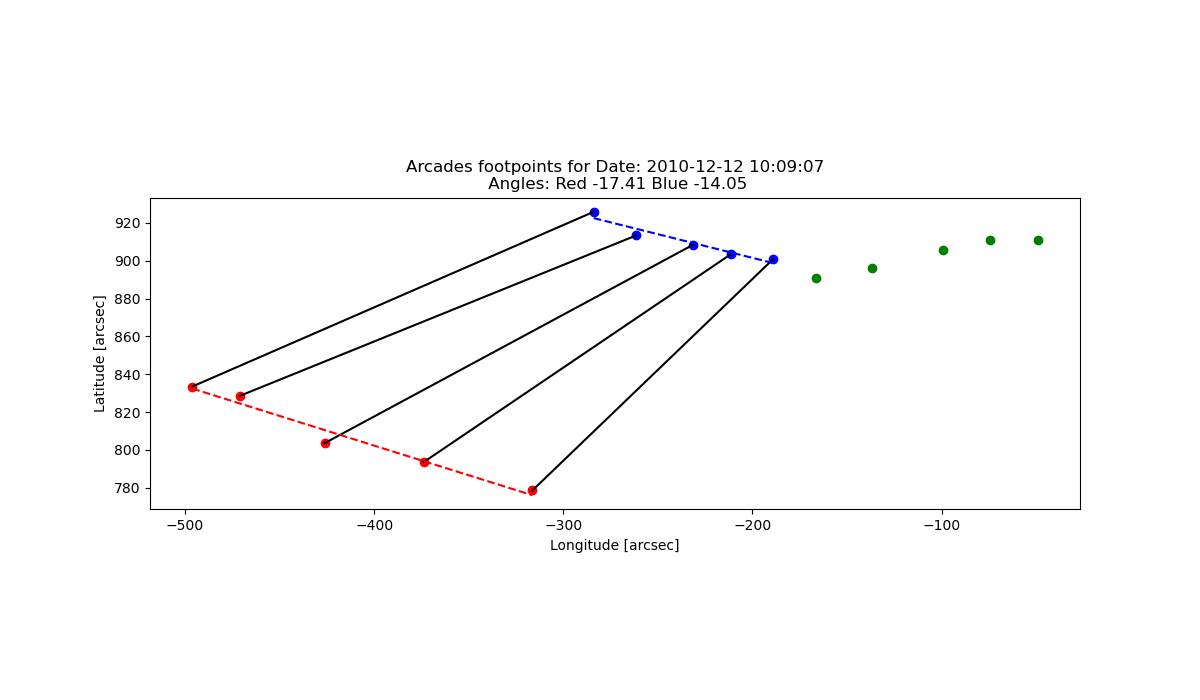 Arcades footpoints for Date: 2010-12-12 10:09:07
Angles: Red -17.41 Blue -14.05
920
900
880
860
840
820
800
780
Latitude [arcsec]
−500 −400 −300 −200 −100
Longitude [arcsec]